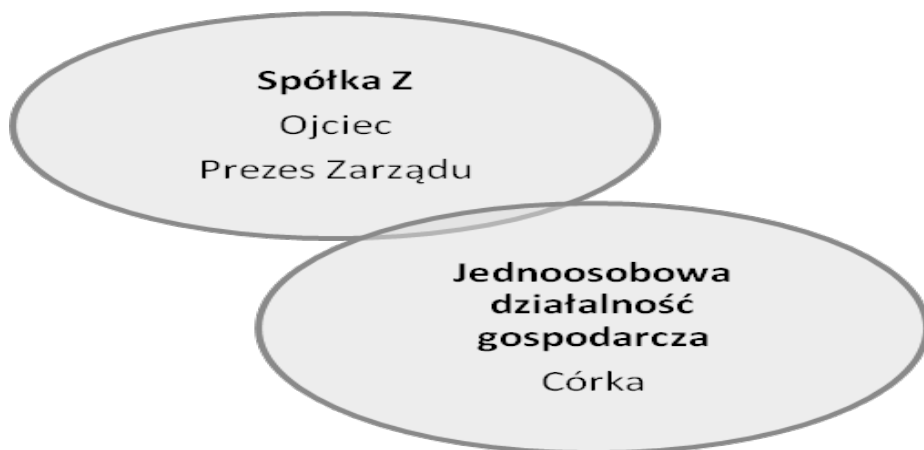 Spółka Z
Ojciec
Prezes Zarządu
Jednoosobowa
działalność
gospodarcza
Córka